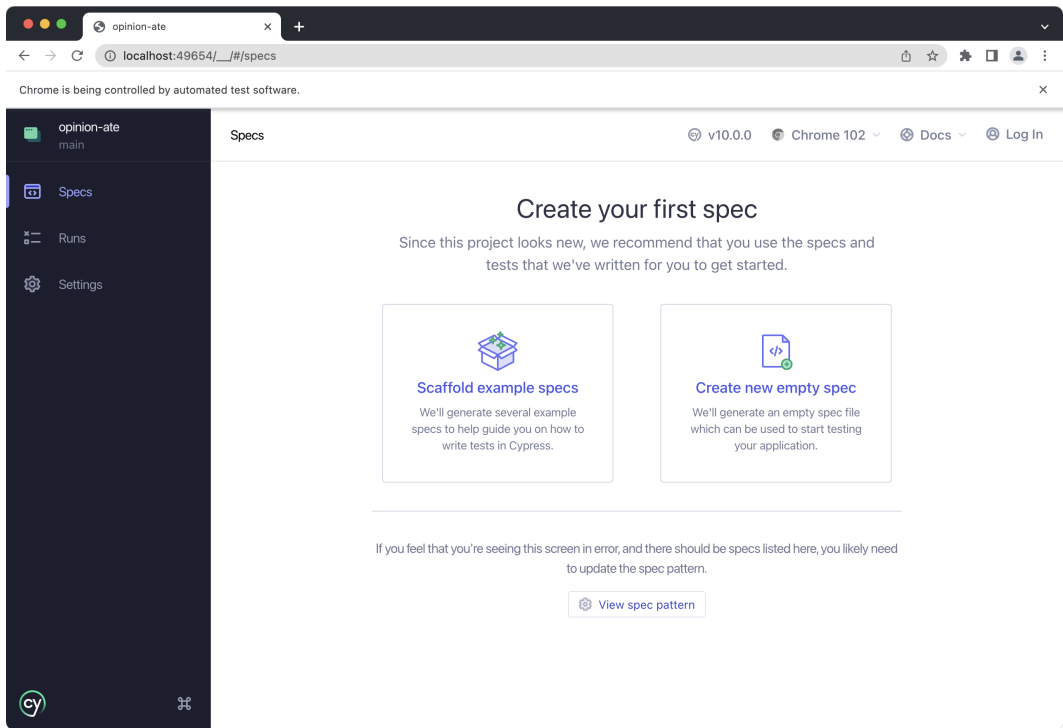 opinion-ate
localhost:49654/__/#/specs
Chrome is being controlled by automated test software.
opinion-ate
main
Specs
v10.0.0
Chrome 102
Docs
Log In
Specs
Runs
Settings
Create your first spec
Since this project looks new, we recommend that you use the specs and
tests that we've written for you to get started.
Scaffold example specs
We'll generate several example
specs to help guide you on how to
write tests in Cypress.
Create new empty spec
We'll generate an empty spec file
which can be used to start testing
your application.
If you feel that you're seeing this screen in error, and there should be specs listed here, you likely need
to update the spec pattern.
View spec pattern
cy